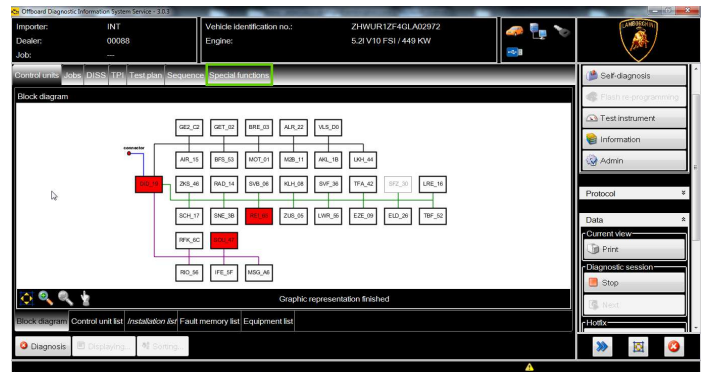 Offboard Diagnostic Information System Service - 3.0.3
Importer: INT
Dealer: 00088
Job: ---
Vehicle identification no.: ZHWUR1ZF4GLA02972
Engine: 5.2l V10 FSI / 449 KW
Control units Jobs DISS TPI Test plan Sequence Special functions
Block diagram
GE2_C2 GET_02 BRE_03 ALR_22 VLS_D0
connector
AIR_15 BFS_53 MOT_01 M2B_11 AKL_1B LKH_44
ZKS_46 RAD_14 SVB_06 KLH_08 SVF_36 TFA_42 SFZ_30 LRE_16
SCH_17 SNE_3B ZUS_05 LWR_55 EZE_09 ELD_26 TBF_52
RFK_6C
RIO_56 IFE_5F MSG_A6
Graphic representation finished
Block diagram Control unit list Installation list Fault memory list Equipment list
Diagnosis Displaying... Sorting...
LAMBORGHINI
Self-diagnosis
Flash re-programming
Test instrument
Information
Admin
Protocol
Data
Current view
Print
Diagnostic session
Stop
Next
Hotfix